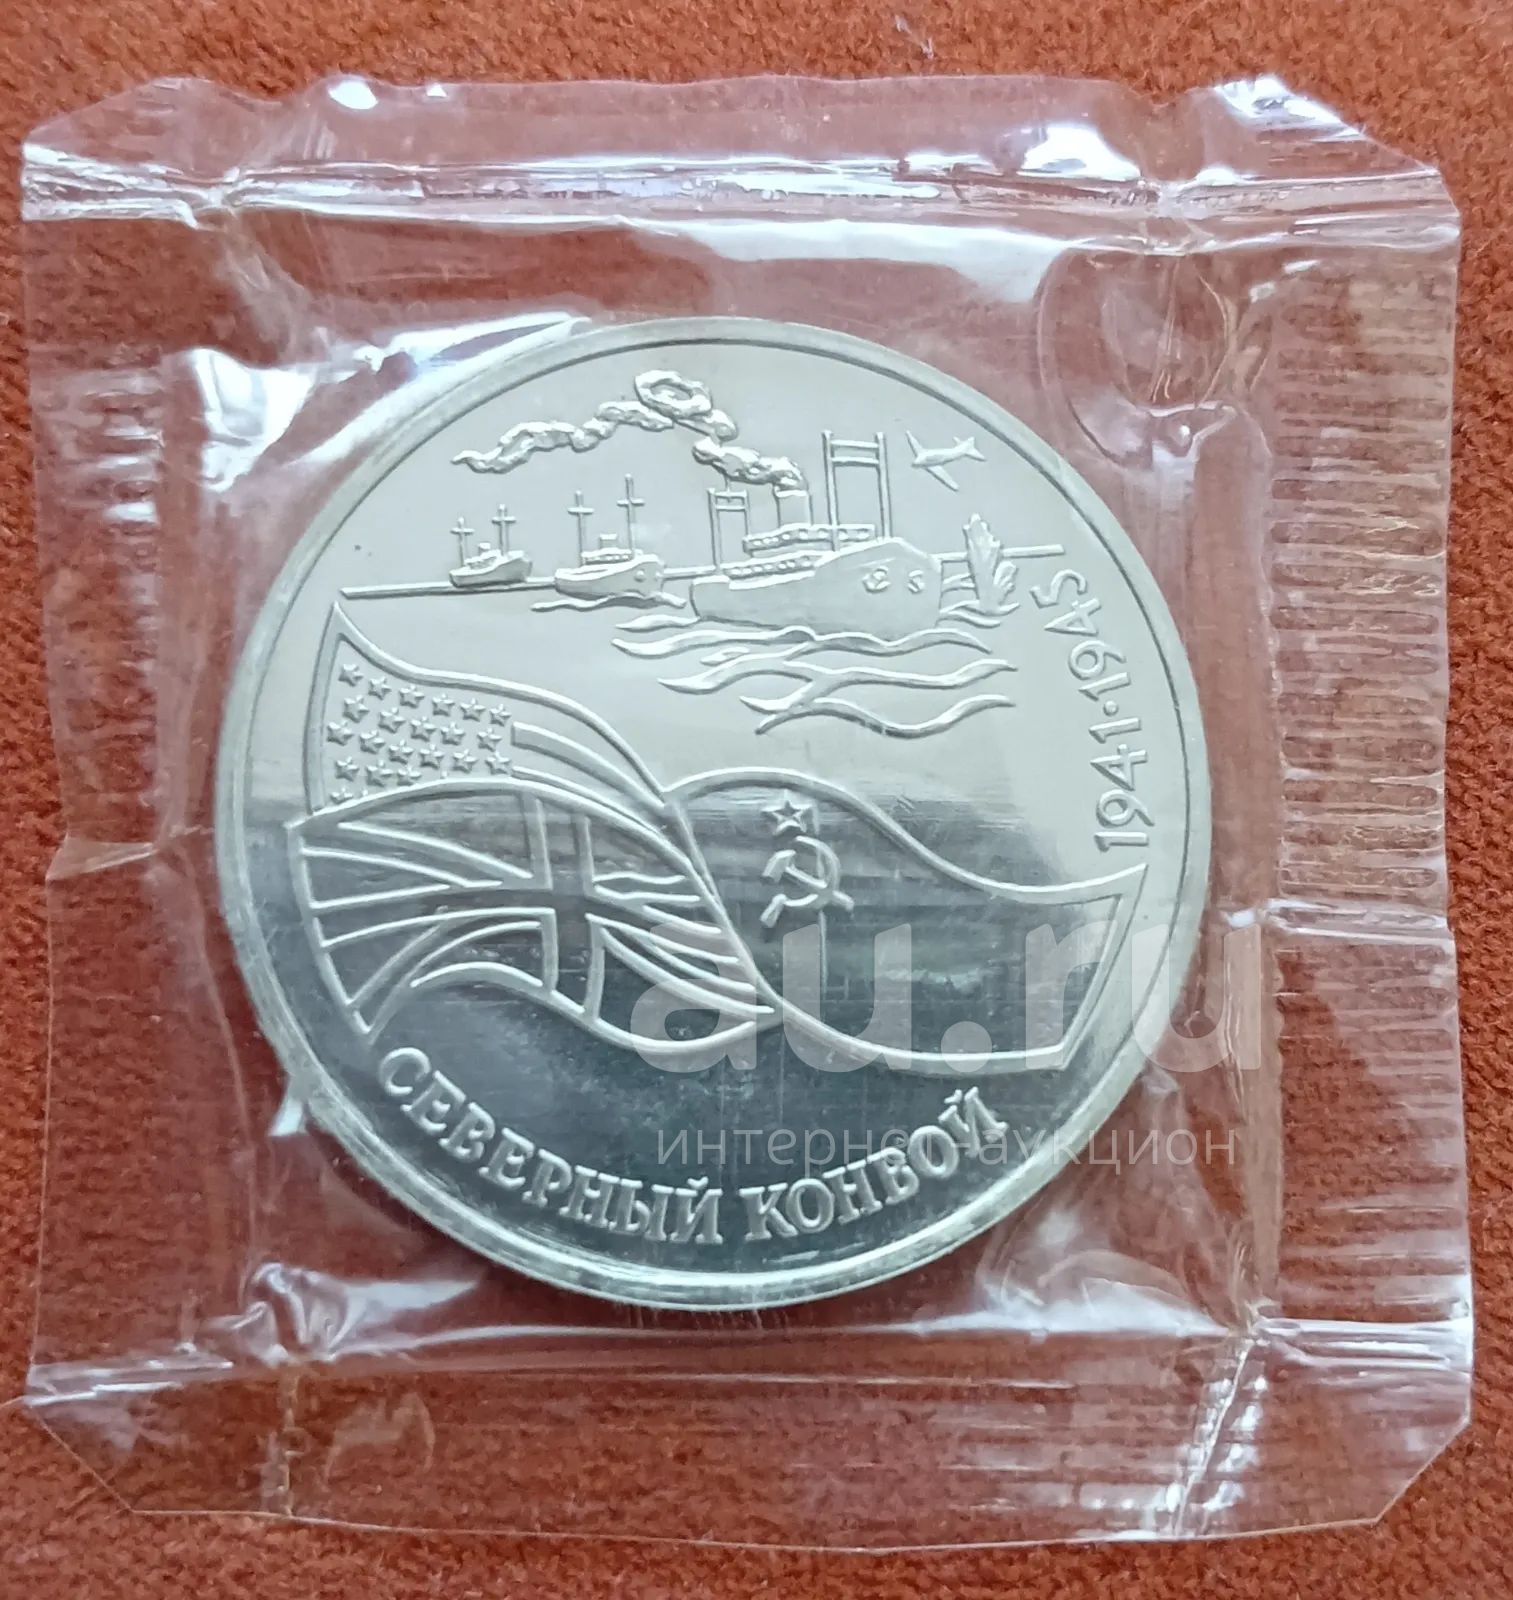 1941·1945
СЕВЕРНЫЙ КОНВОЙ
au.ru
интернет-аукцион